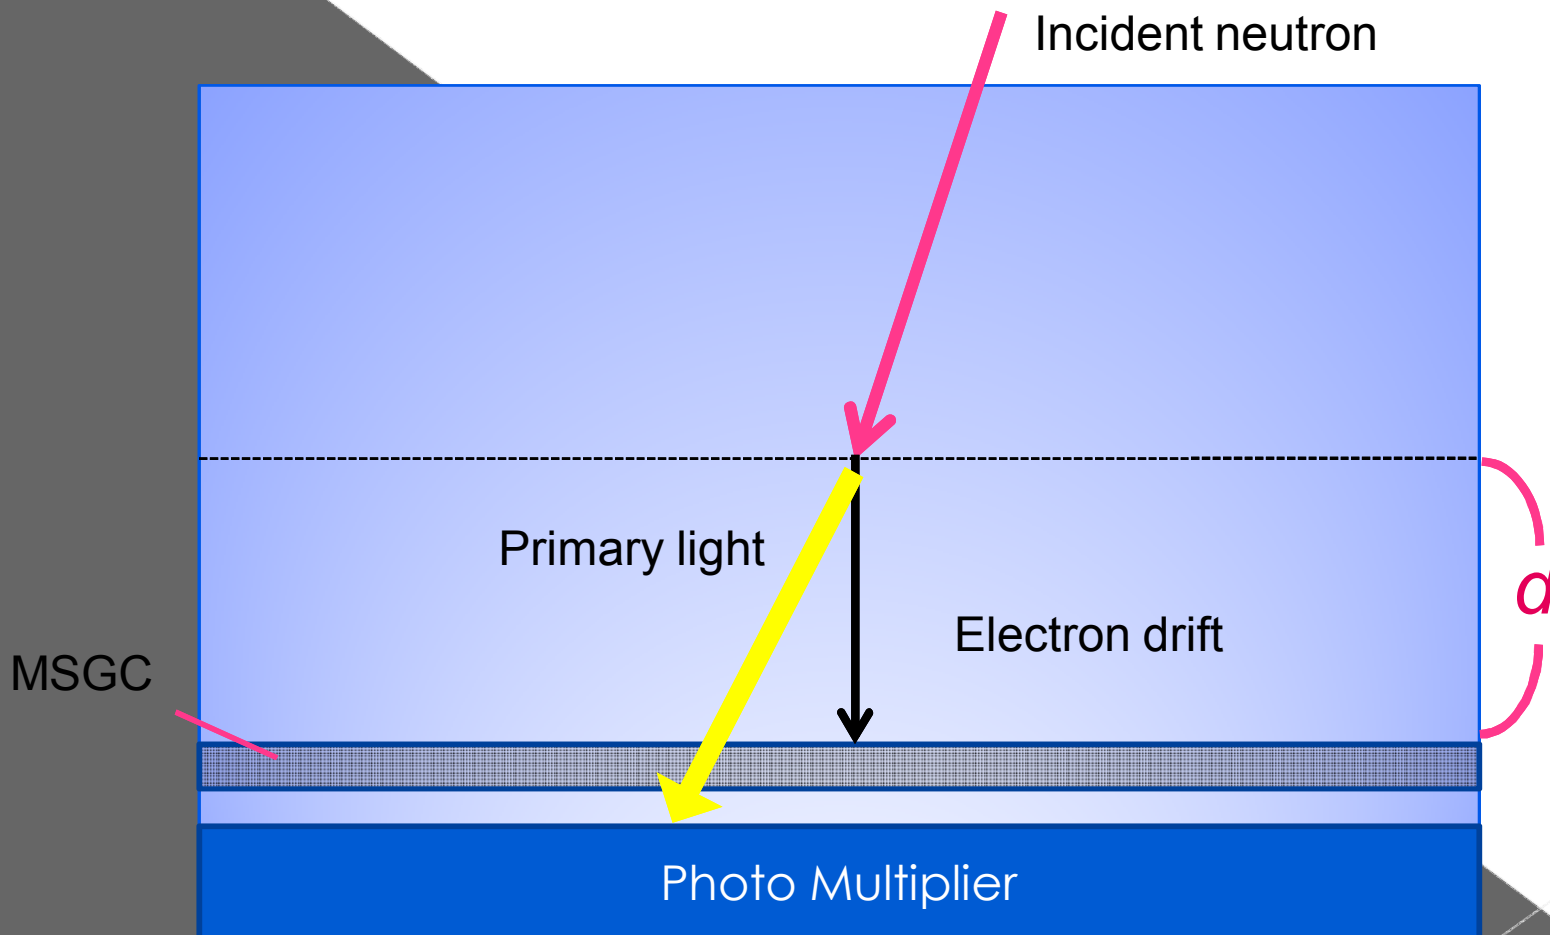 Incident neutron
Primary light
d
Electron drift
MSGC
Photo Multiplier